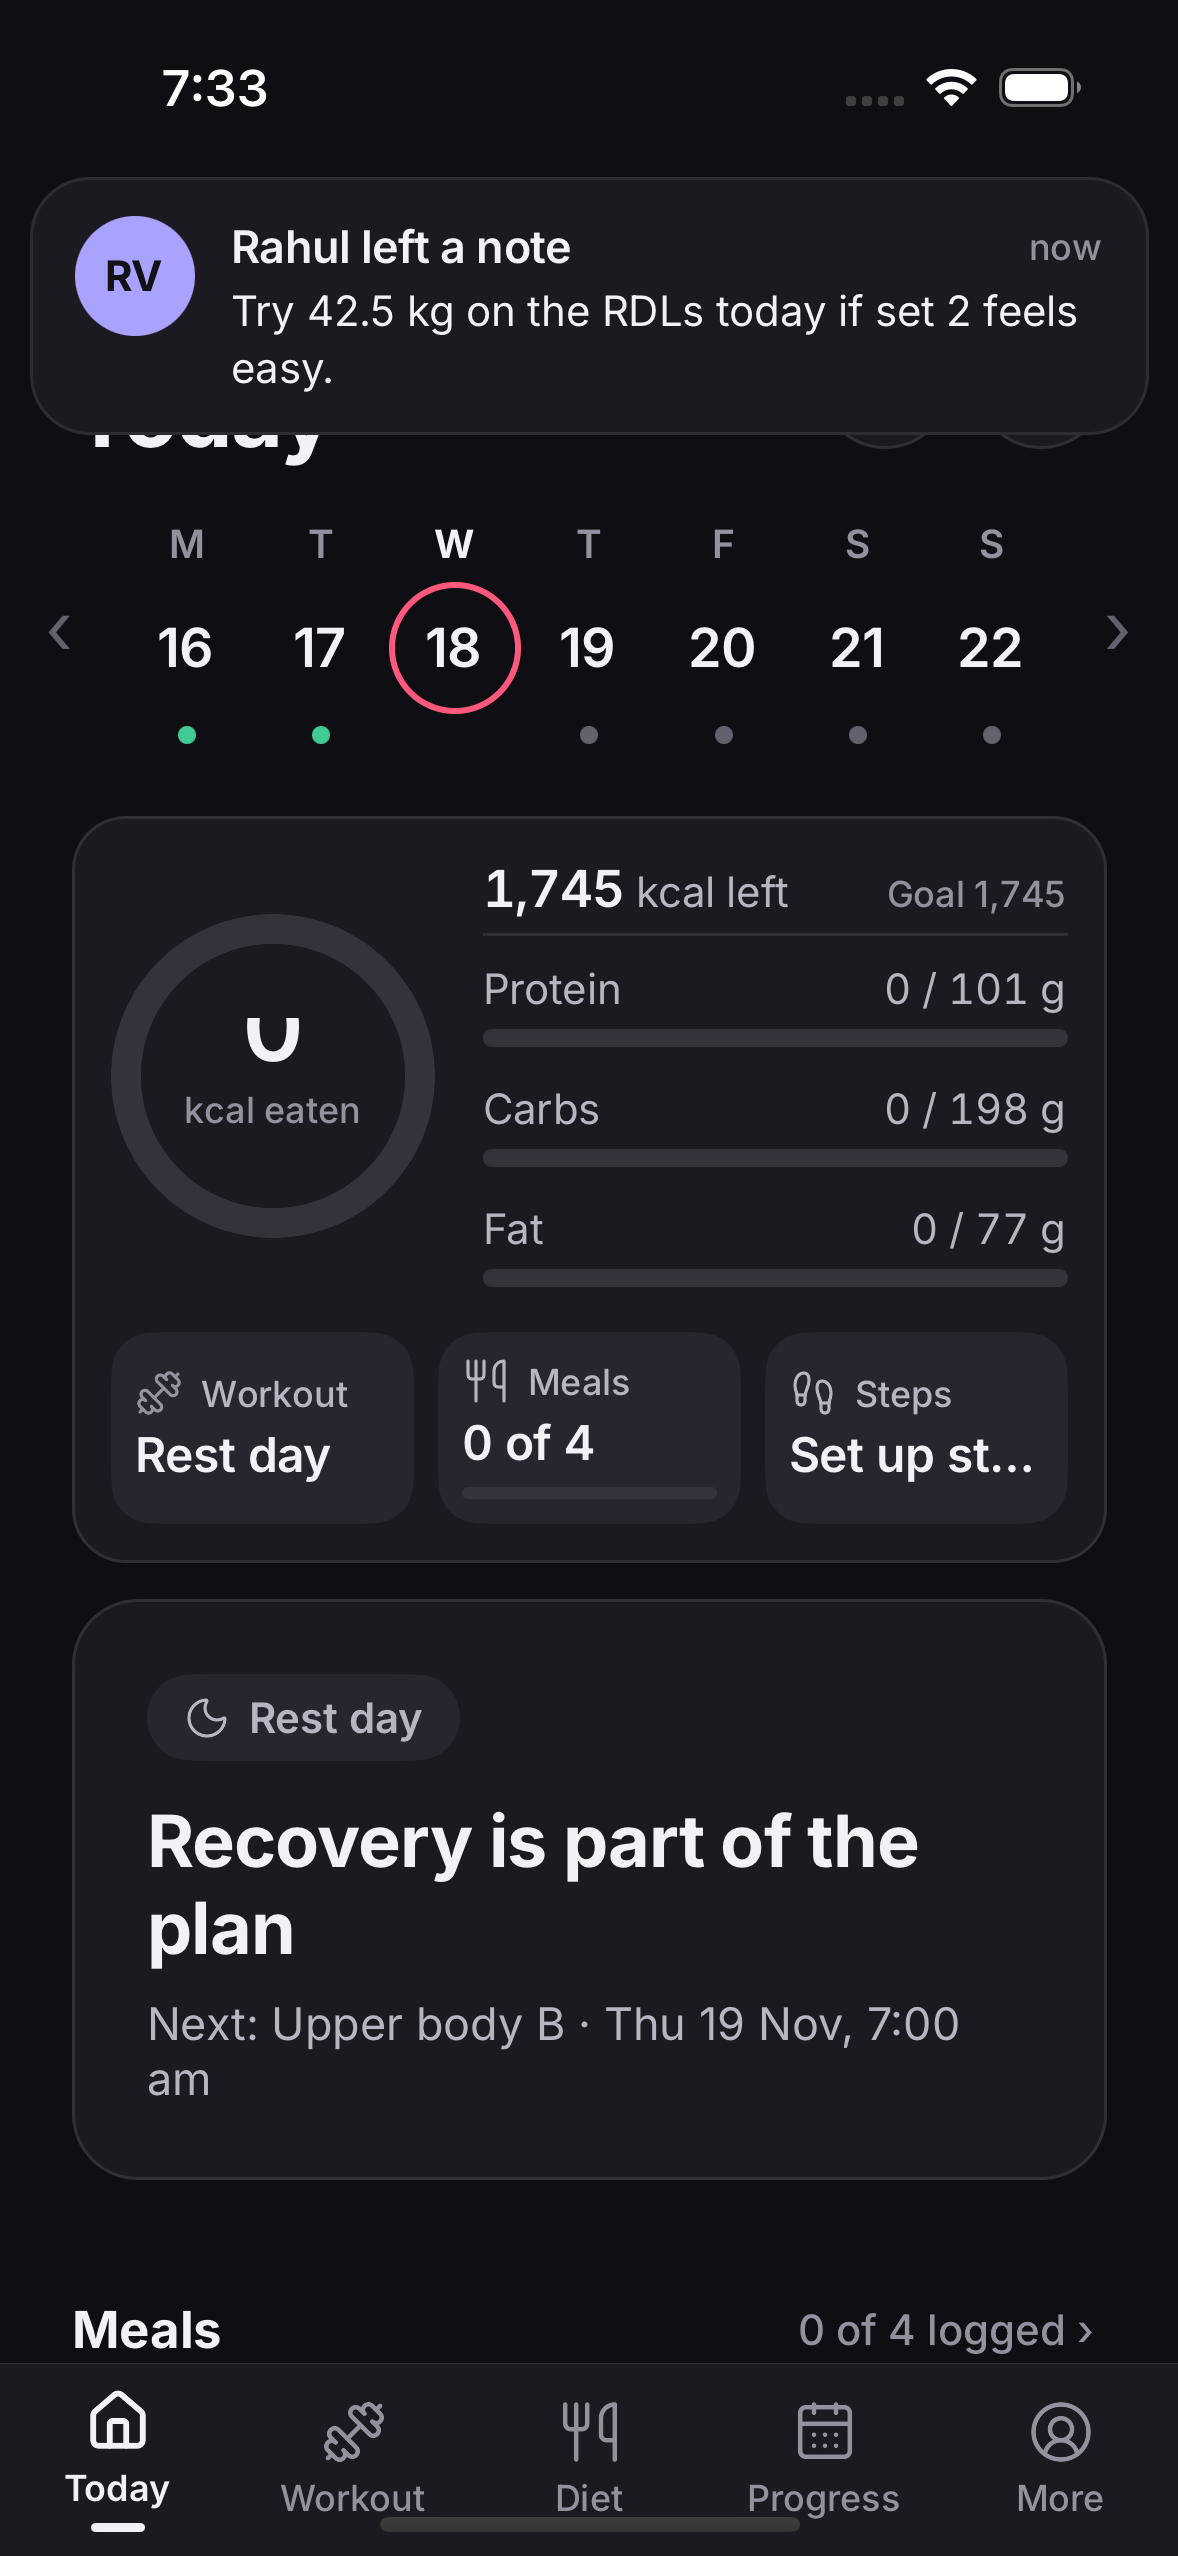 7:33
RV
Rahul left a note
now
Try 42.5 kg on the RDLs today if set 2 feels
easy.
Today
M T W T F S S
‹ 16 17 18 19 20 21 22 ›
1,745 kcal left
Goal 1,745
0
kcal eaten
Protein 0 / 101 g
Carbs 0 / 198 g
Fat 0 / 77 g
Workout
Rest day
Meals
0 of 4
Steps
Set up st...
Rest day
Recovery is part of the
plan
Next: Upper body B · Thu 19 Nov, 7:00
am
Meals
0 of 4 logged ›
Today Workout Diet Progress More